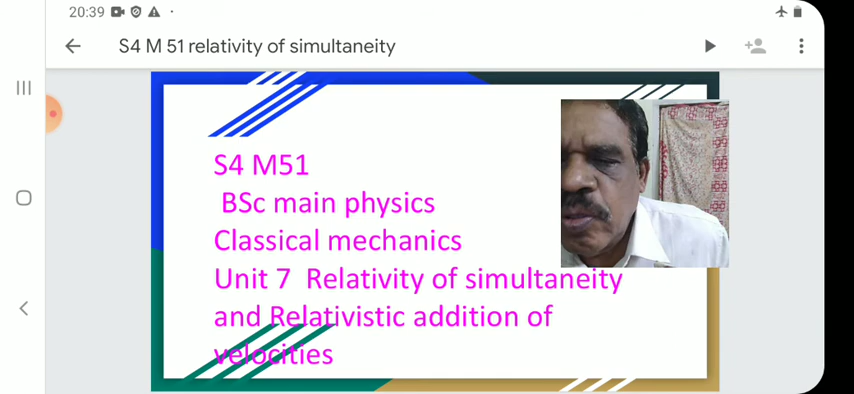 20:39
S4 M 51 relativity of simultaneity
S4 M51
BSc main physics
Classical mechanics
Unit 7 Relativity of simultaneity
and Relativistic addition of
velocities